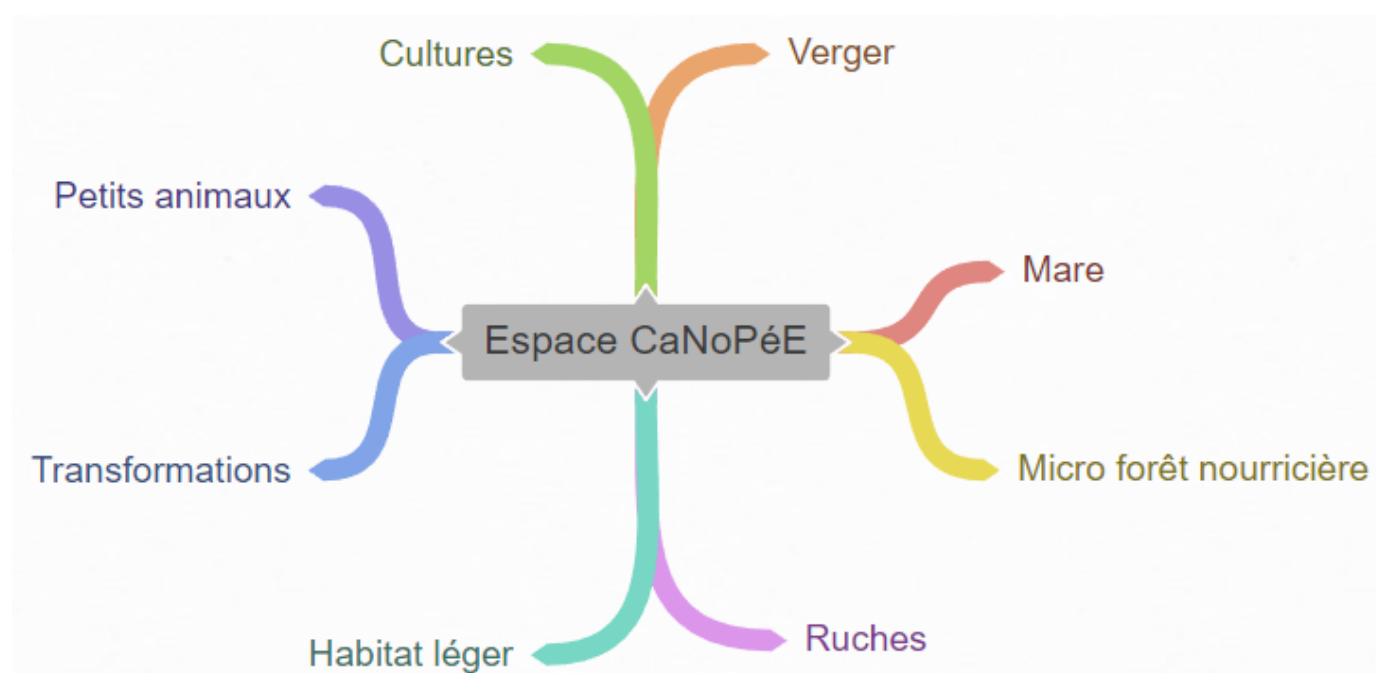 Cultures
Verger
Petits animaux
Mare
Espace CaNoPéE
Transformations
Micro forêt nourricière
Ruches
Habitat léger